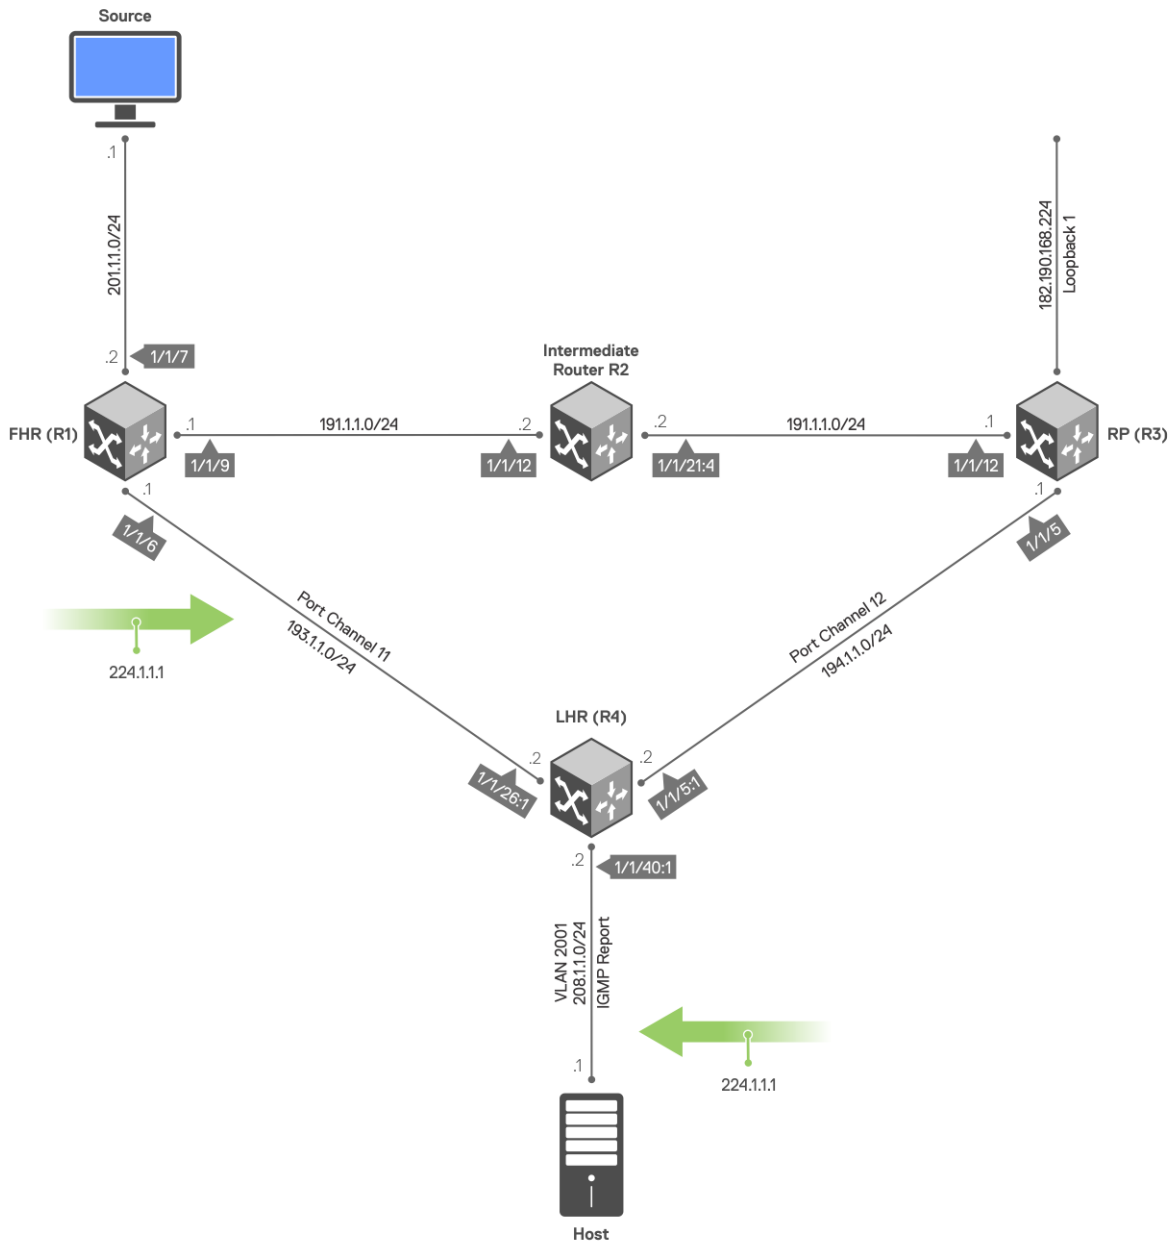 Source
.1
201.1.1.0/24
.2
1/1/7
182.190.168.224
Loopback 1
Intermediate
Router R2
FHR (R1)
.1
191.1.1.0/24
.2
1/1/9
1/1/12
.2
191.1.1.0/24
.1
1/1/21:4
1/1/12
RP (R3)
.1
1/1/6
.1
1/1/5
Port Channel 11
193.1.1.0/24
Port Channel 12
194.1.1.0/24
224.1.1.1
LHR (R4)
.2
1/1/26:1
.2
1/1/5:1
.2
1/1/40:1
VLAN 2001
208.1.1.0/24
IGMP Report
.1
224.1.1.1
Host